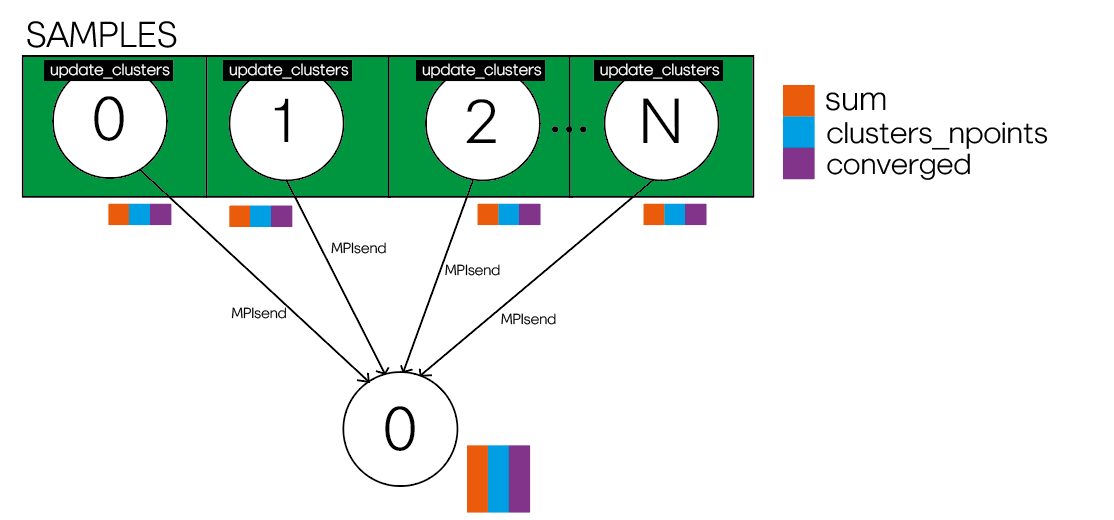 SAMPLES
update_clusters update_clusters update_clusters update_clusters
0 1 2 ... N
sum
clusters_npoints
converged
MPIsend
MPIsend
MPIsend
MPIsend
0